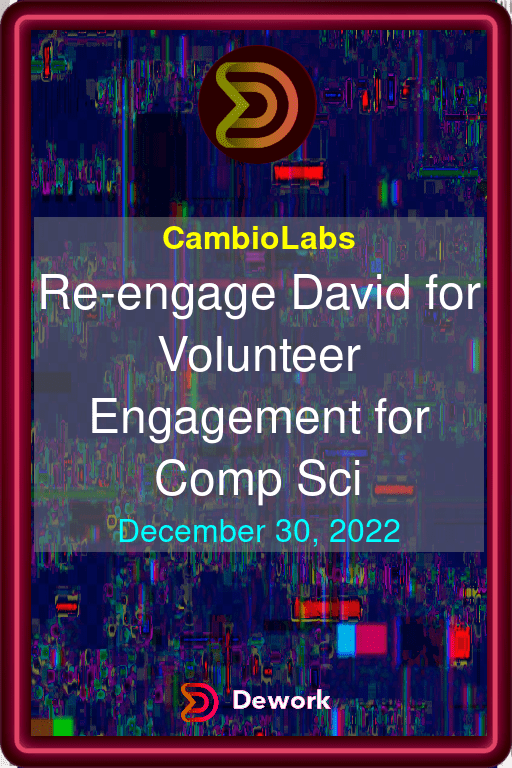 CambioLabs
Re-engage David for
Volunteer
Engagement for
Comp Sci
December 30, 2022
Dework